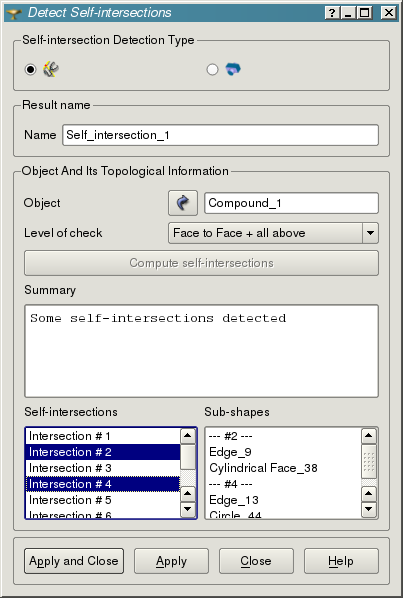 Detect Self-intersections
Self-intersection Detection Type
Result name
Name Self_intersection_1
Object And Its Topological Information
Object Compound_1
Level of check Face to Face + all above
Compute self-intersections
Summary
Some self-intersections detected
Self-intersections Sub-shapes
Intersection # 1 --- #2 ---
Intersection # 2 Edge_9
Intersection # 3 Cylindrical Face_38
Intersection # 4 --- #4 ---
Intersection # 5 Edge_13
Intersection # 6 Circle_44
Apply and Close Apply Close Help